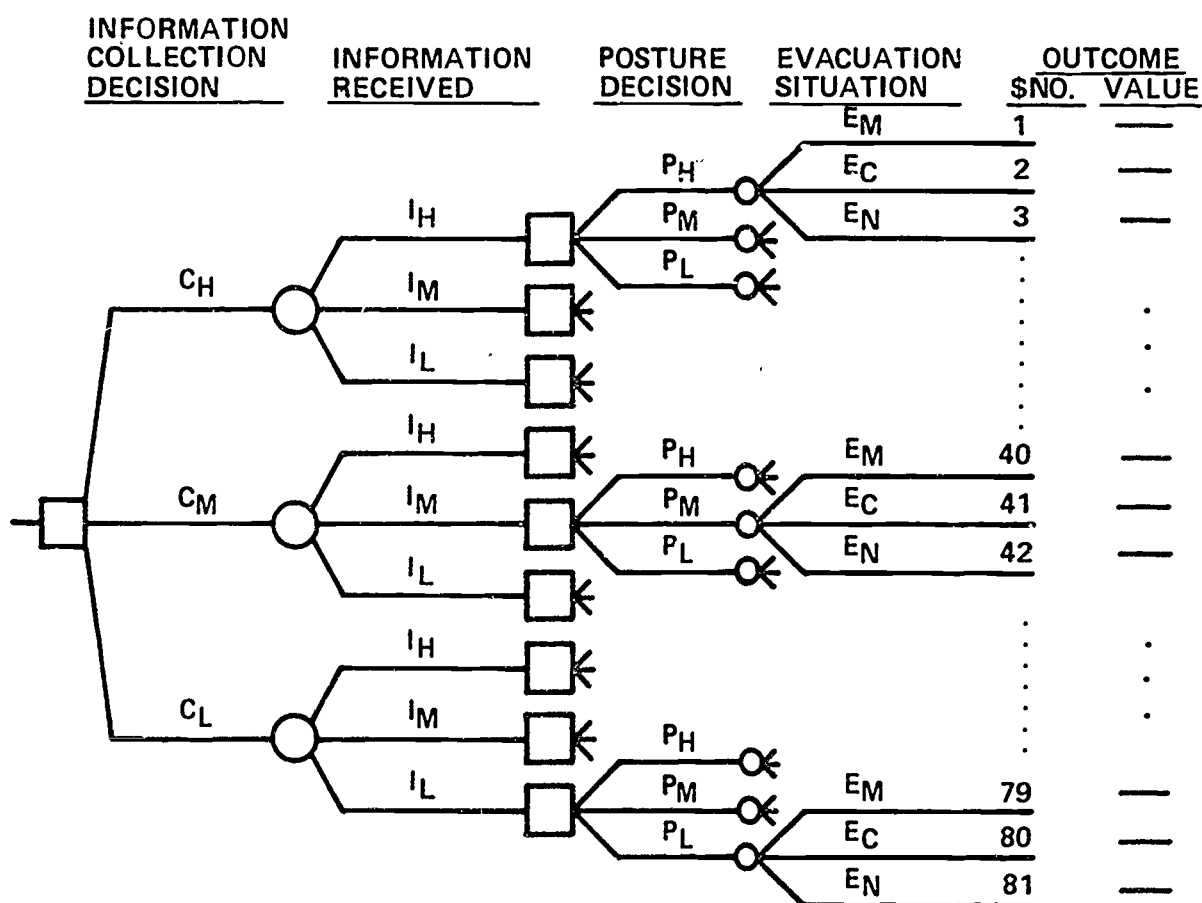 INFORMATION COLLECTION DECISION
INFORMATION RECEIVED
POSTURE DECISION
EVACUATION SITUATION
OUTCOME
$NO. VALUE
EM 1
PH EC 2
IH PM EN 3
PL
CH IM
IL
IH PH EM 40
CM IM PM EC 41
PL EN 42
IL
IH
CL IM PH
IL PM EM 79
PL EC 80
EN 81